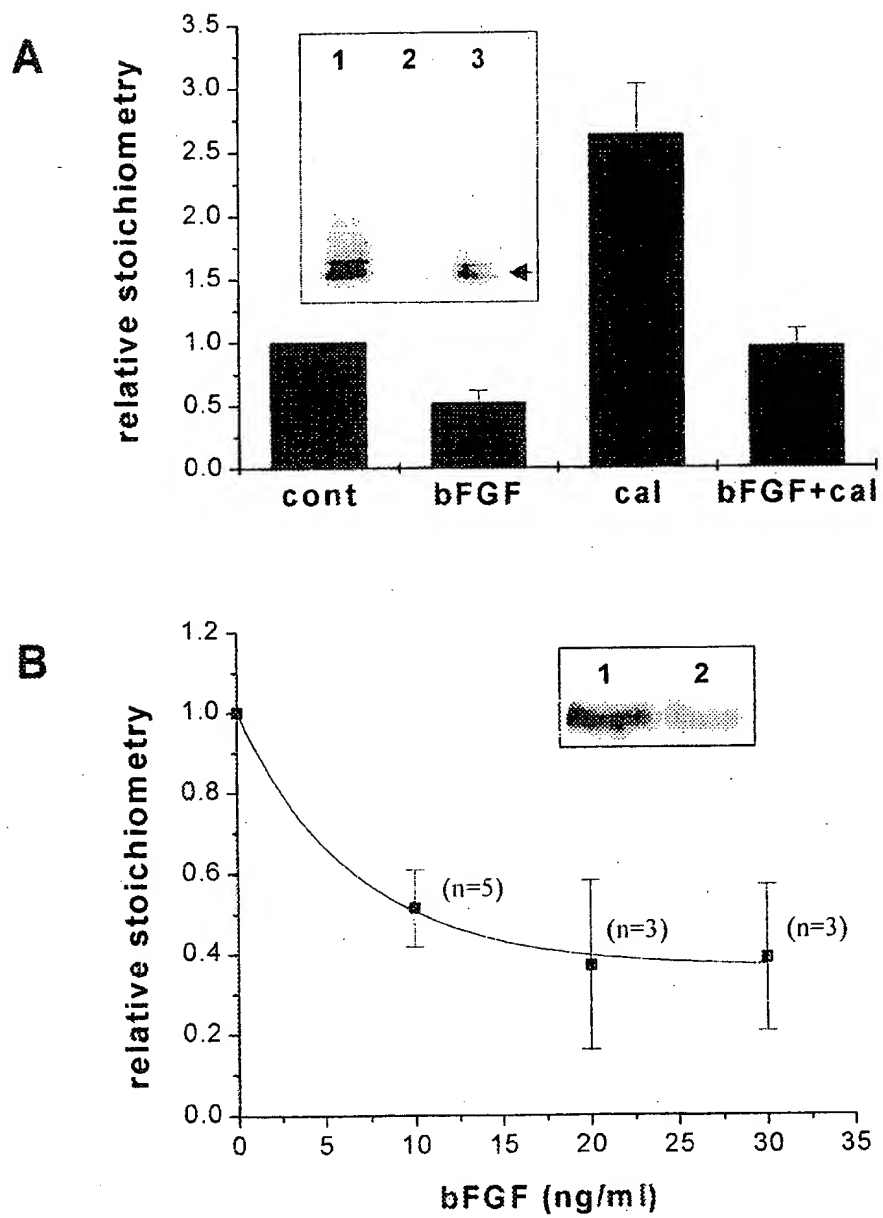 A
relative stoichiometry
3.5
3.0
2.5
2.0
1.5
1.0
0.5
0.0
1 2 3
cont bFGF cal bFGF+cal
B
relative stoichiometry
1.2
1.0
0.8
0.6
0.4
0.2
0.0
1 2
(n=5)
(n=3)
(n=3)
0 5 10 15 20 25 30 35
bFGF (ng/ml)